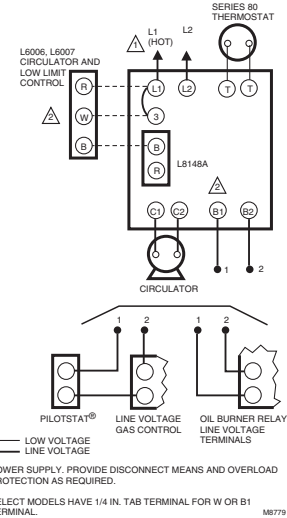 SERIES 80
THERMOSTAT
1
L1
(HOT)
L2
L6006, L6007
CIRCULATOR AND
LOW LIMIT
CONTROL
R
L1
L2
T
T
2
W
3
B
B
L8148A
R
2
C1
C2
B1
B2
1
2
CIRCULATOR
1
2
1
2
PILOTSTAT®
LINE VOLTAGE
GAS CONTROL
OIL BURNER RELAY
LINE VOLTAGE
TERMINALS
LOW VOLTAGE
LINE VOLTAGE
OWER SUPPLY. PROVIDE DISCONNECT MEANS AND OVERLOAD
ROTECTION AS REQUIRED.
ELECT MODELS HAVE 1/4 IN. TAB TERMINAL FOR W OR B1
ERMINAL.
M8779